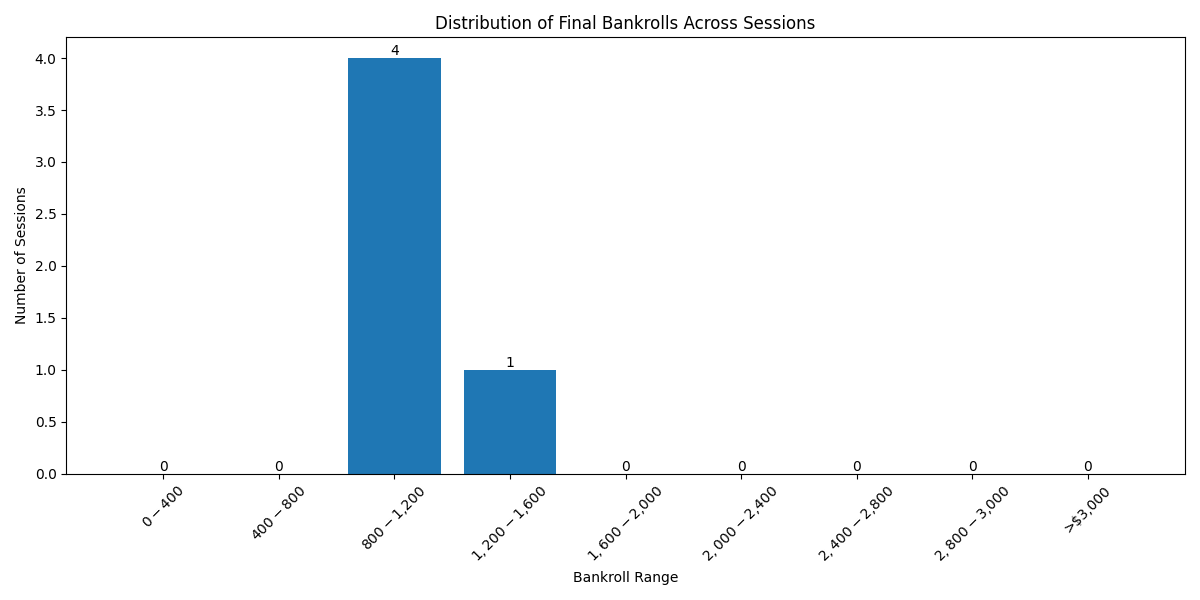 Distribution of Final Bankrolls Across Sessions
Number of Sessions
4.0
3.5
3.0
2.5
2.0
1.5
1.0
0.5
0.0
0
0
4
1
0
0
0
0
0
0 − 400
400 − 800
800 − 1,200
1,200 − 1,600
1,600 − 2,000
2,000 − 2,400
2,400 − 2,800
2,800 − 3,000
>$3,000
Bankroll Range